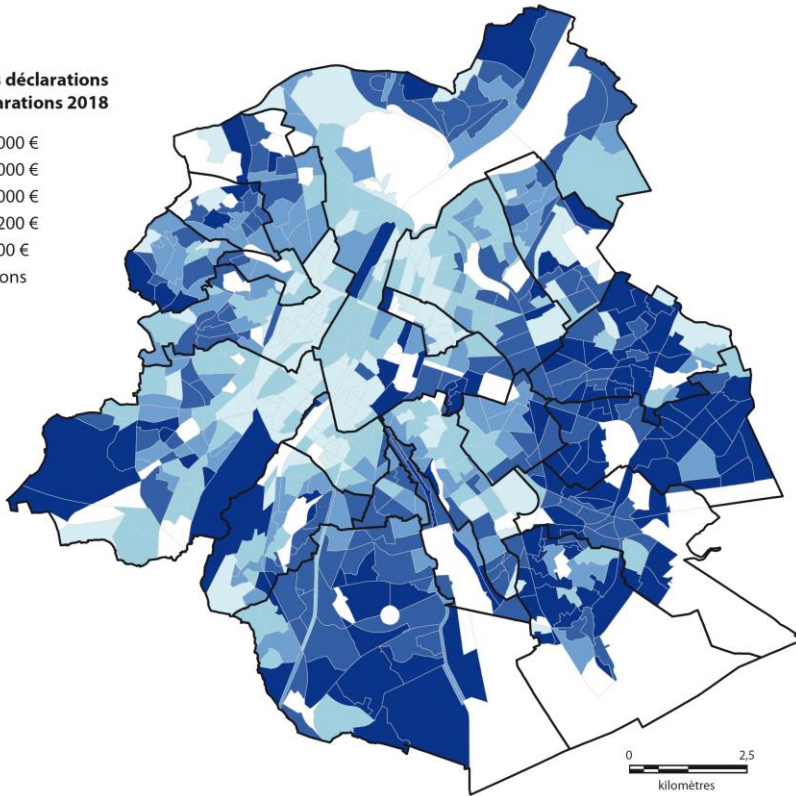 déclarations
arations 2018
000 €
000 €
000 €
200 €
00 €
ons
0 2,5
kilomètres